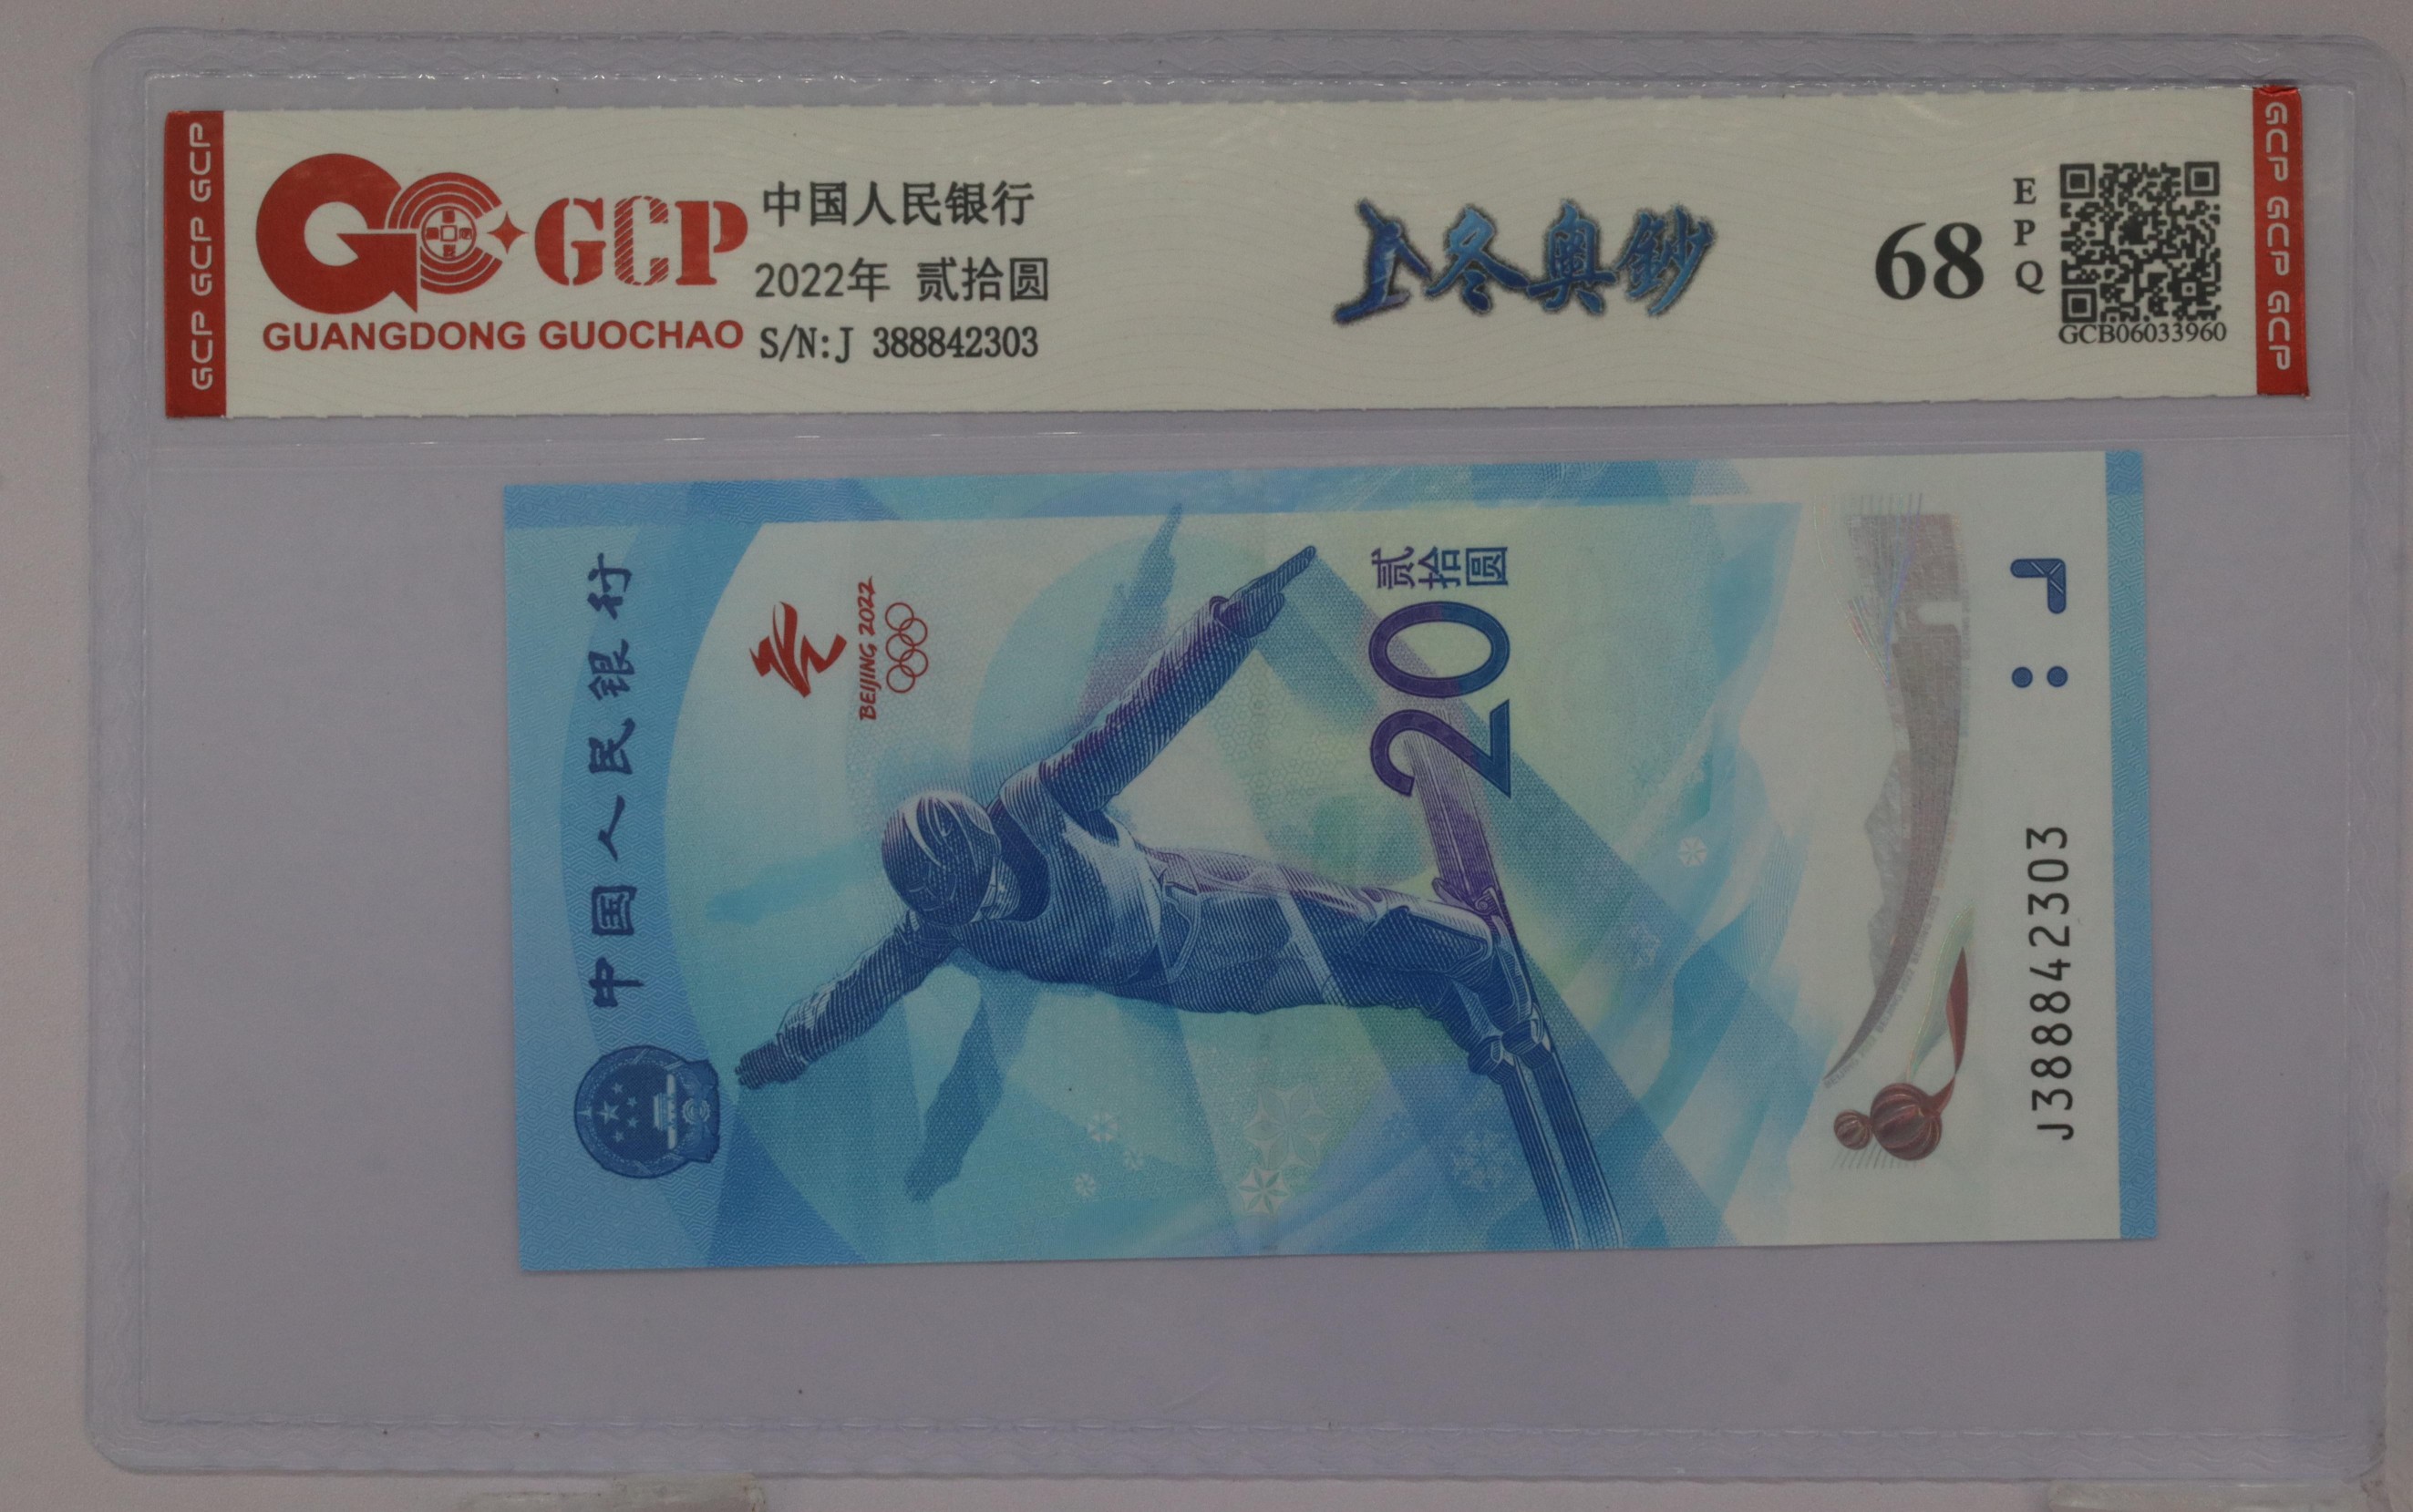 GCP GCP GCP
GCP
GUANGDONG GUOCHAO
中国人民银行
2022年 贰拾圆
S/N:J 388842303
冬奥鈔
68
EPQ
GCB06033960
GCP GCP GCP
中国人民银行
BEIJING 2022
20
贰拾圆
J388842303